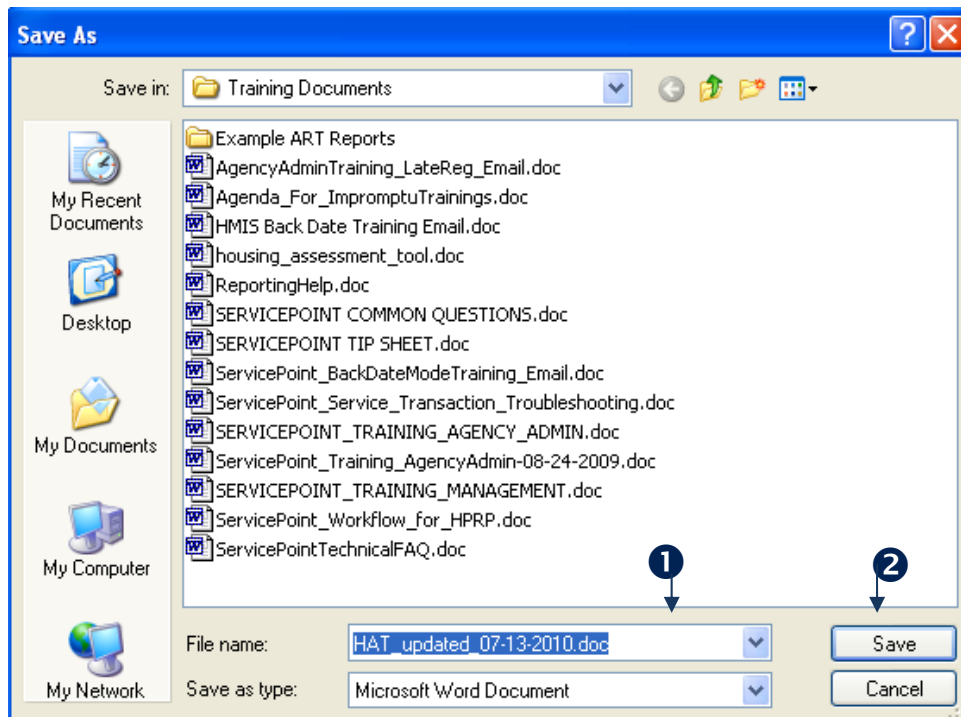 Save As
?
Save in: Training Documents
My Recent
Documents
Desktop
My Documents
My Computer
My Network
Example ART Reports
AgencyAdminTraining_LateReg_Email.doc
Agenda_For_ImpromptuTrainings.doc
HMIS Back Date Training Email.doc
housing_assessment_tool.doc
ReportingHelp.doc
SERVICEPOINT COMMON QUESTIONS.doc
SERVICEPOINT TIP SHEET.doc
ServicePoint_BackDateModeTraining_Email.doc
ServicePoint_Service_Transaction_Troubleshooting.doc
SERVICEPOINT_TRAINING_AGENCY_ADMIN.doc
ServicePoint_Training_AgencyAdmin-08-24-2009.doc
SERVICEPOINT_TRAINING_MANAGEMENT.doc
ServicePoint_Workflow_for_HPRP.doc
ServicePointTechnicalFAQ.doc
1 2
File name: HAT_updated_07-13-2010.doc Save
Save as type: Microsoft Word Document Cancel